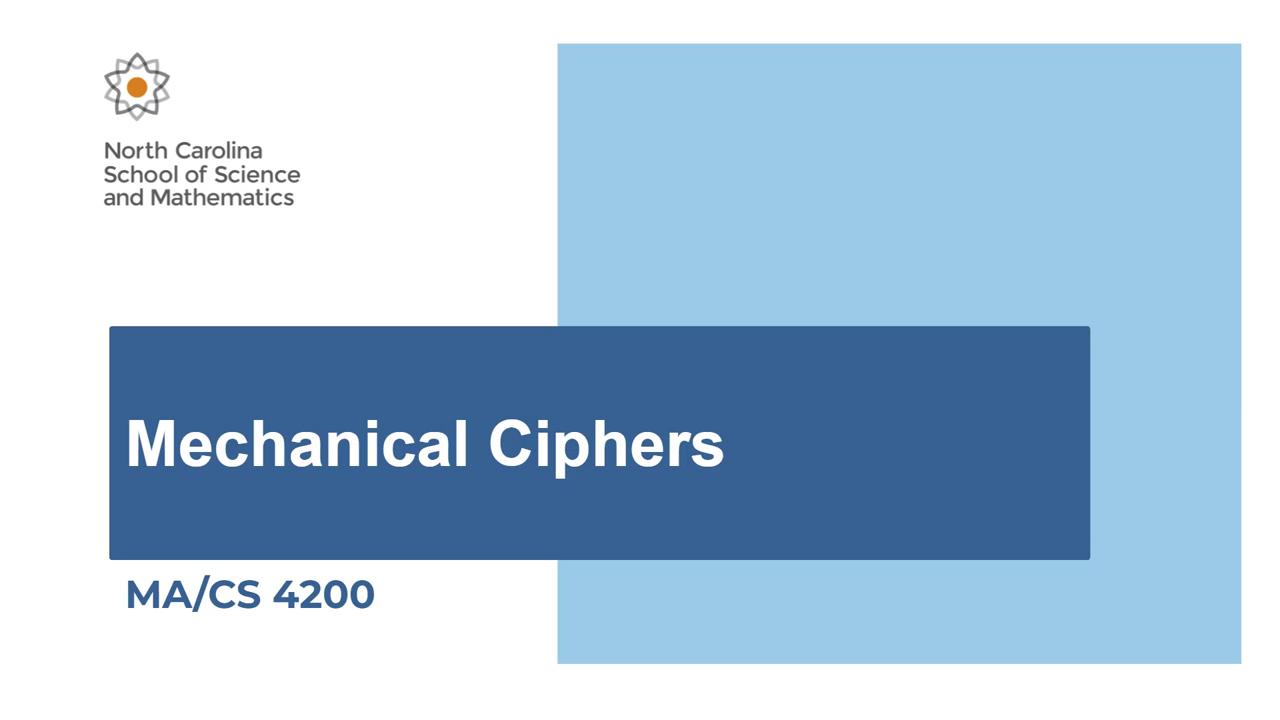 North Carolina
School of Science
and Mathematics
Mechanical Ciphers
MA/CS 4200